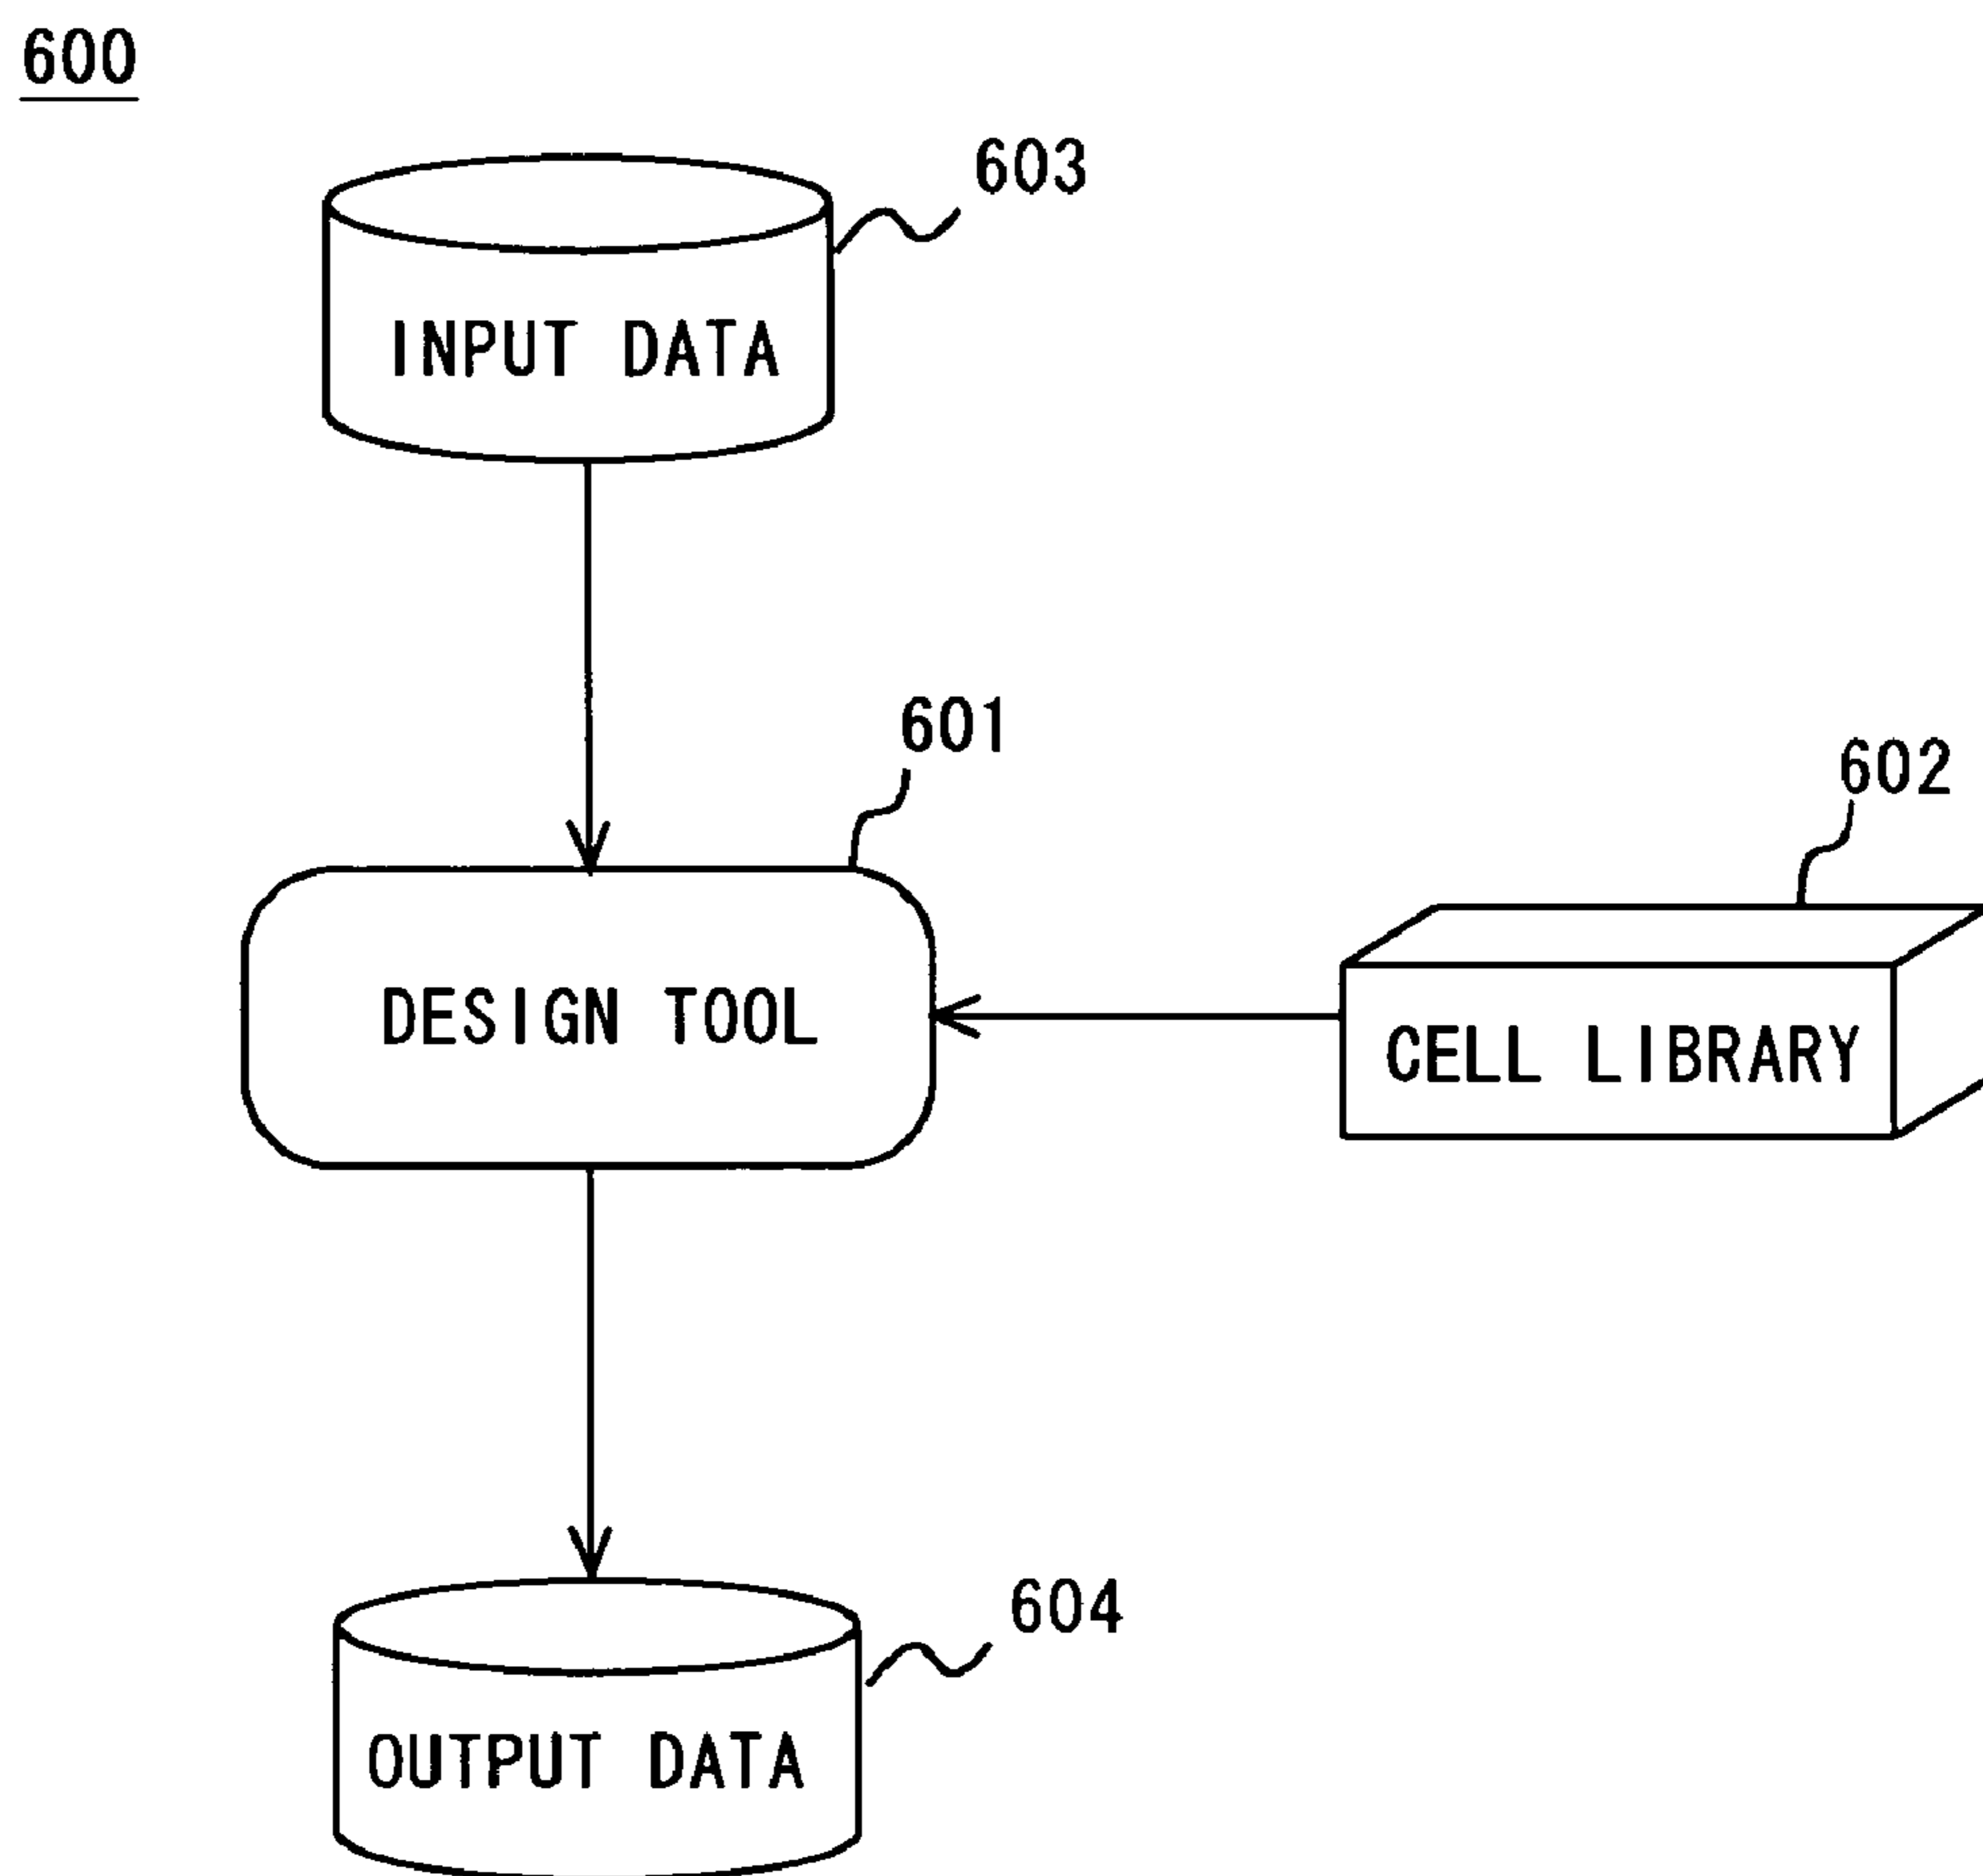 600
603
INPUT DATA
601
602
DESIGN TOOL
CELL LIBRARY
604
OUTPUT DATA